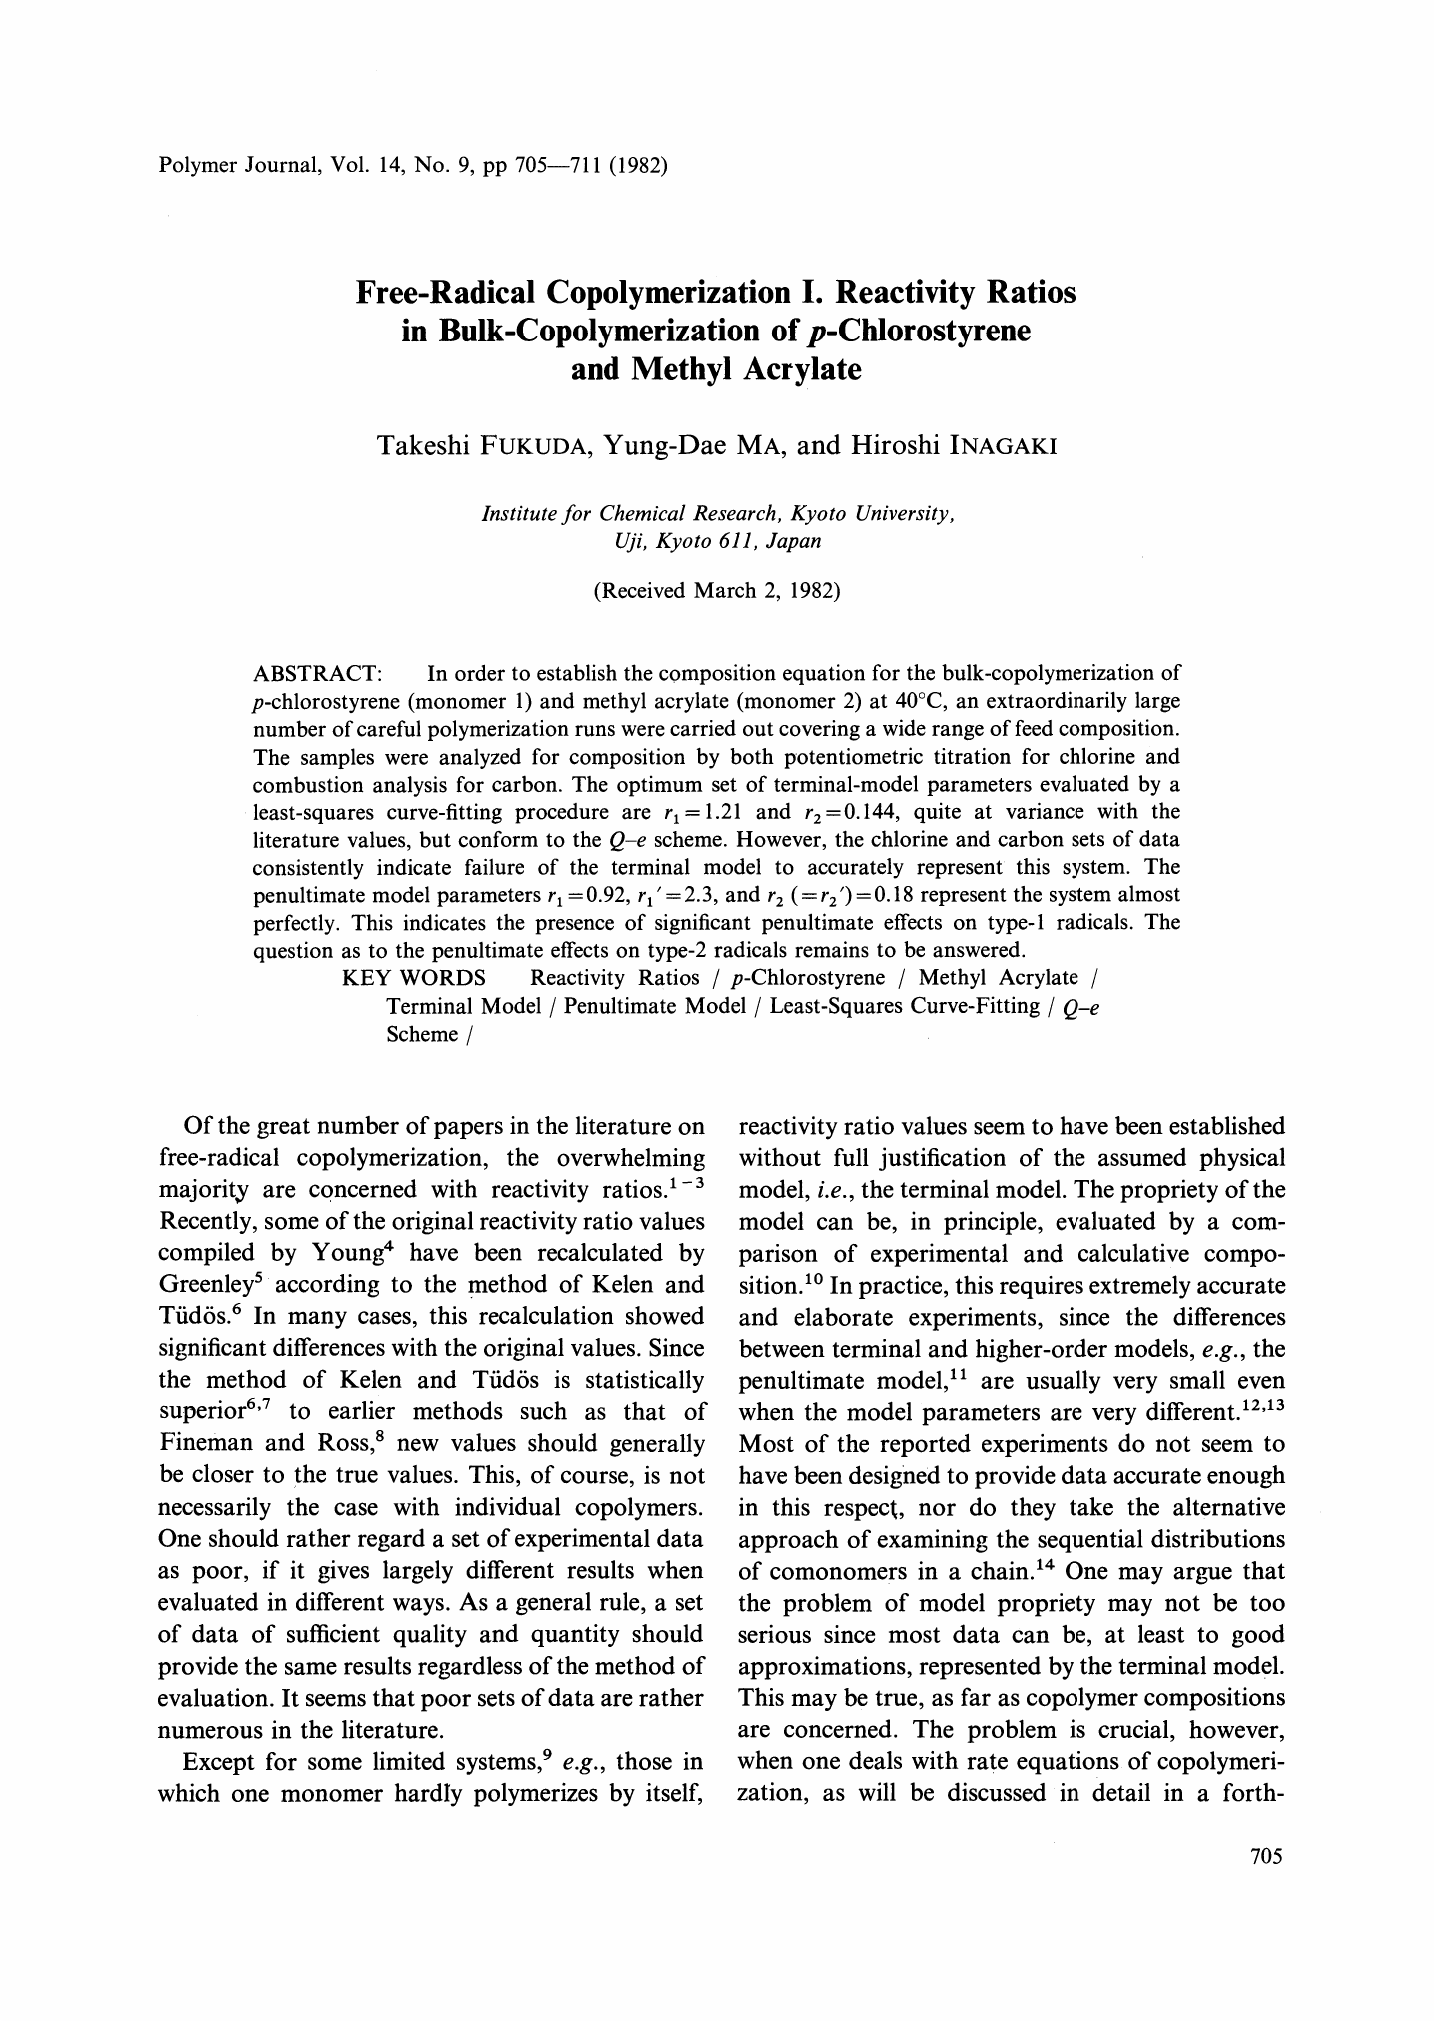 Polymer Journal, Vol. 14, No. 9, pp 705—711 (1982)
Free-Radical Copolymerization I. Reactivity Ratios
in Bulk-Copolymerization of p-Chlorostyrene
and Methyl Acrylate
Takeshi FUKUDA, Yung-Dae MA, and Hiroshi INAGAKI
Institute for Chemical Research, Kyoto University,
Uji, Kyoto 611, Japan
(Received March 2, 1982)
ABSTRACT: In order to establish the composition equation for the bulk-copolymerization of
p-chlorostyrene (monomer 1) and methyl acrylate (monomer 2) at 40°C, an extraordinarily large
number of careful polymerization runs were carried out covering a wide range of feed composition.
The samples were analyzed for composition by both potentiometric titration for chlorine and
combustion analysis for carbon. The optimum set of terminal-model parameters evaluated by a
least-squares curve-fitting procedure are r₁=1.21 and r₂=0.144, quite at variance with the
literature values, but conform to the Q–e scheme. However, the chlorine and carbon sets of data
consistently indicate failure of the terminal model to accurately represent this system. The
penultimate model parameters r₁=0.92, r₁′=2.3, and r₂ (=r₂′)=0.18 represent the system almost
perfectly. This indicates the presence of significant penultimate effects on type-1 radicals. The
question as to the penultimate effects on type-2 radicals remains to be answered.
KEY WORDS Reactivity Ratios / p-Chlorostyrene / Methyl Acrylate /
Terminal Model / Penultimate Model / Least-Squares Curve-Fitting / Q–e
Scheme /
Of the great number of papers in the literature on
free-radical copolymerization, the overwhelming
majority are concerned with reactivity ratios.¹⁻³
Recently, some of the original reactivity ratio values
compiled by Young⁴ have been recalculated by
Greenley⁵ according to the method of Kelen and
Tüdös.⁶ In many cases, this recalculation showed
significant differences with the original values. Since
the method of Kelen and Tüdös is statistically
superior⁶,⁷ to earlier methods such as that of
Fineman and Ross,⁸ new values should generally
be closer to the true values. This, of course, is not
necessarily the case with individual copolymers.
One should rather regard a set of experimental data
as poor, if it gives largely different results when
evaluated in different ways. As a general rule, a set
of data of sufficient quality and quantity should
provide the same results regardless of the method of
evaluation. It seems that poor sets of data are rather
numerous in the literature.
Except for some limited systems,⁹ e.g., those in
which one monomer hardly polymerizes by itself,
reactivity ratio values seem to have been established
without full justification of the assumed physical
model, i.e., the terminal model. The propriety of the
model can be, in principle, evaluated by a com-
parison of experimental and calculative compo-
sition.¹⁰ In practice, this requires extremely accurate
and elaborate experiments, since the differences
between terminal and higher-order models, e.g., the
penultimate model,¹¹ are usually very small even
when the model parameters are very different.¹²,¹³
Most of the reported experiments do not seem to
have been designed to provide data accurate enough
in this respect, nor do they take the alternative
approach of examining the sequential distributions
of comonomers in a chain.¹⁴ One may argue that
the problem of model propriety may not be too
serious since most data can be, at least to good
approximations, represented by the terminal model.
This may be true, as far as copolymer compositions
are concerned. The problem is crucial, however,
when one deals with rate equations of copolymeri-
zation, as will be discussed in detail in a forth-
705